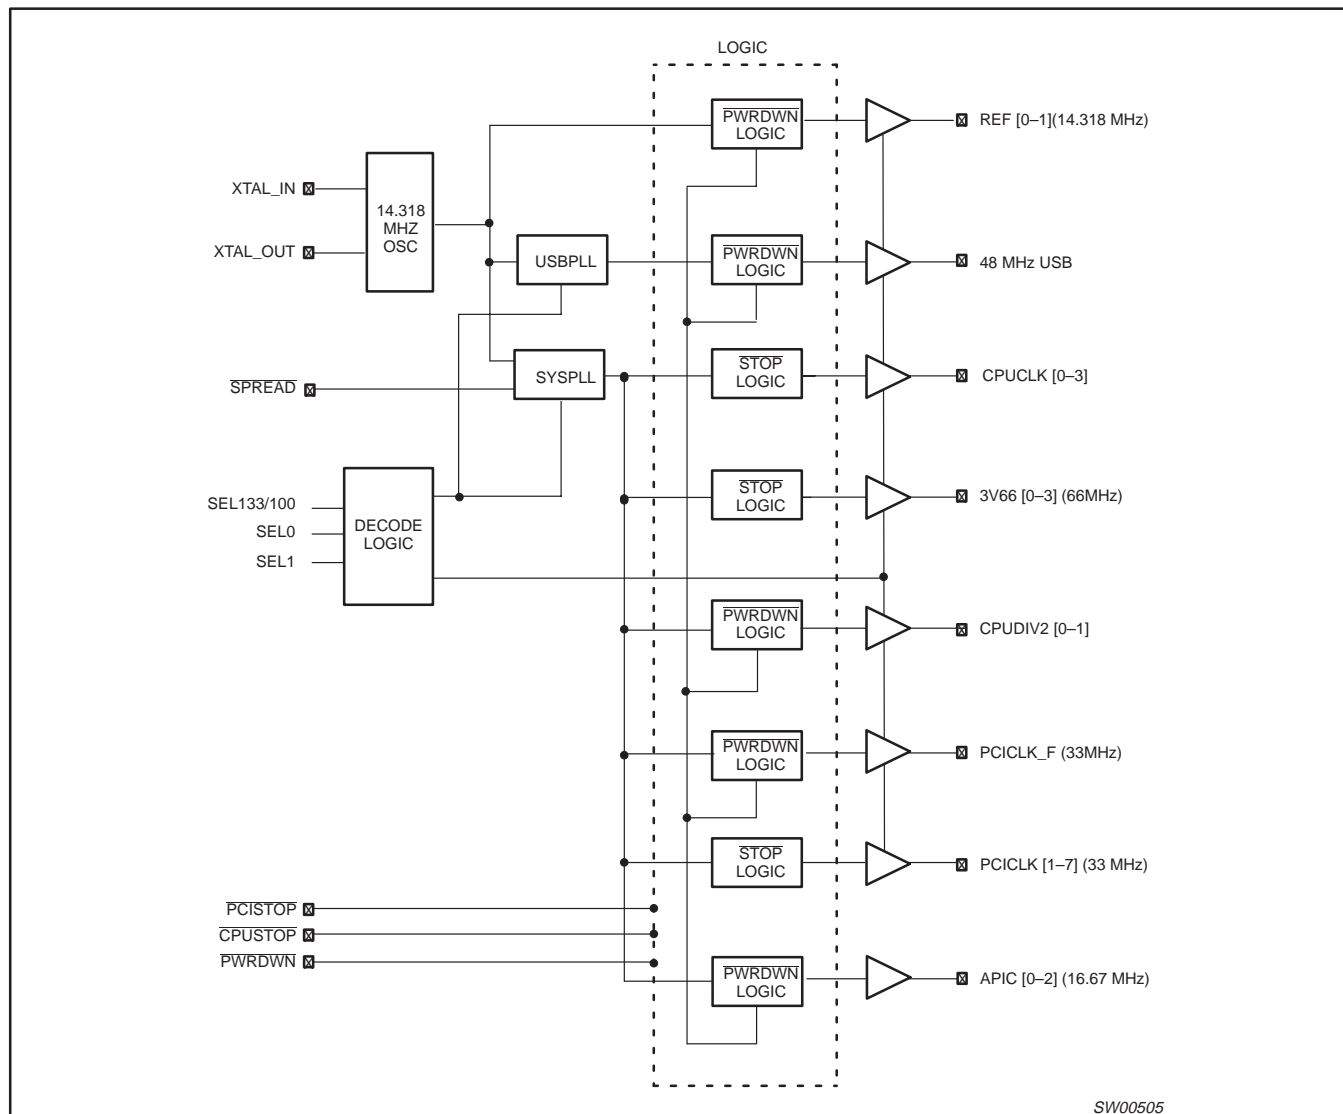 LOGIC
PWRDWN
LOGIC
REF [0–1](14.318 MHz)
XTAL_IN
XTAL_OUT
14.318
MHZ
OSC
USBPLL
PWRDWN
LOGIC
48 MHz USB
SPREAD
SYSPLL
STOP
LOGIC
CPUCLK [0–3]
SEL133/100
SEL0
SEL1
DECODE
LOGIC
STOP
LOGIC
3V66 [0–3] (66MHz)
PWRDWN
LOGIC
CPUDIV2 [0–1]
PWRDWN
LOGIC
PCICLK_F (33MHz)
STOP
LOGIC
PCICLK [1–7] (33 MHz)
PCISTOP
CPUSTOP
PWRDWN
PWRDWN
LOGIC
APIC [0–2] (16.67 MHz)
SW00505